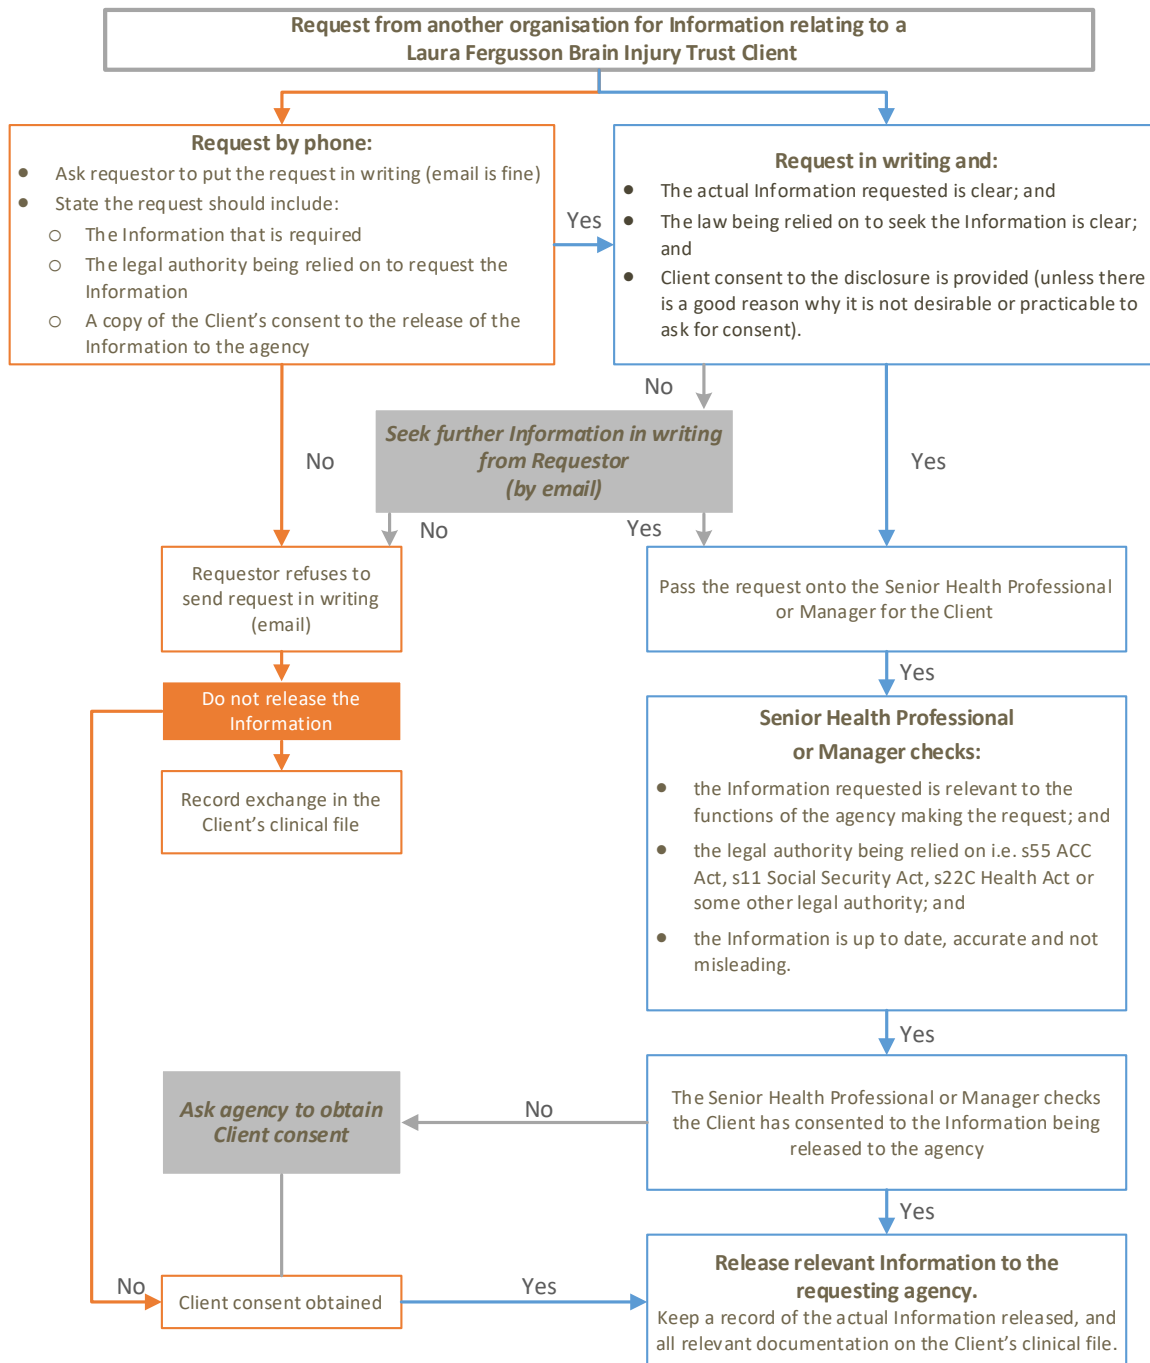 Request from another organisation for Information relating to a
Laura Fergusson Brain Injury Trust Client
Request by phone:
● Ask requestor to put the request in writing (email is fine)
● State the request should include:
○ The Information that is required
○ The legal authority being relied on to request the
Information
○ A copy of the Client’s consent to the release of the
Information to the agency
Yes
Request in writing and:
● The actual Information requested is clear; and
● The law being relied on to seek the Information is clear;
and
● Client consent to the disclosure is provided (unless there
is a good reason why it is not desirable or practicable to
ask for consent).
No
Seek further Information in writing
from Requestor
(by email)
No
Yes
No
Yes
Requestor refuses to
send request in writing
(email)
Pass the request onto the Senior Health Professional
or Manager for the Client
Yes
Do not release the
Information
Record exchange in the
Client’s clinical file
Senior Health Professional
or Manager checks:
● the Information requested is relevant to the
functions of the agency making the request; and
● the legal authority being relied on i.e. s55 ACC
Act, s11 Social Security Act, s22C Health Act or
some other legal authority; and
● the Information is up to date, accurate and not
misleading.
Yes
Ask agency to obtain
Client consent
No
The Senior Health Professional or Manager checks
the Client has consented to the Information being
released to the agency
Yes
No
Client consent obtained
Yes
Release relevant Information to the
requesting agency.
Keep a record of the actual Information released, and
all relevant documentation on the Client’s clinical file.